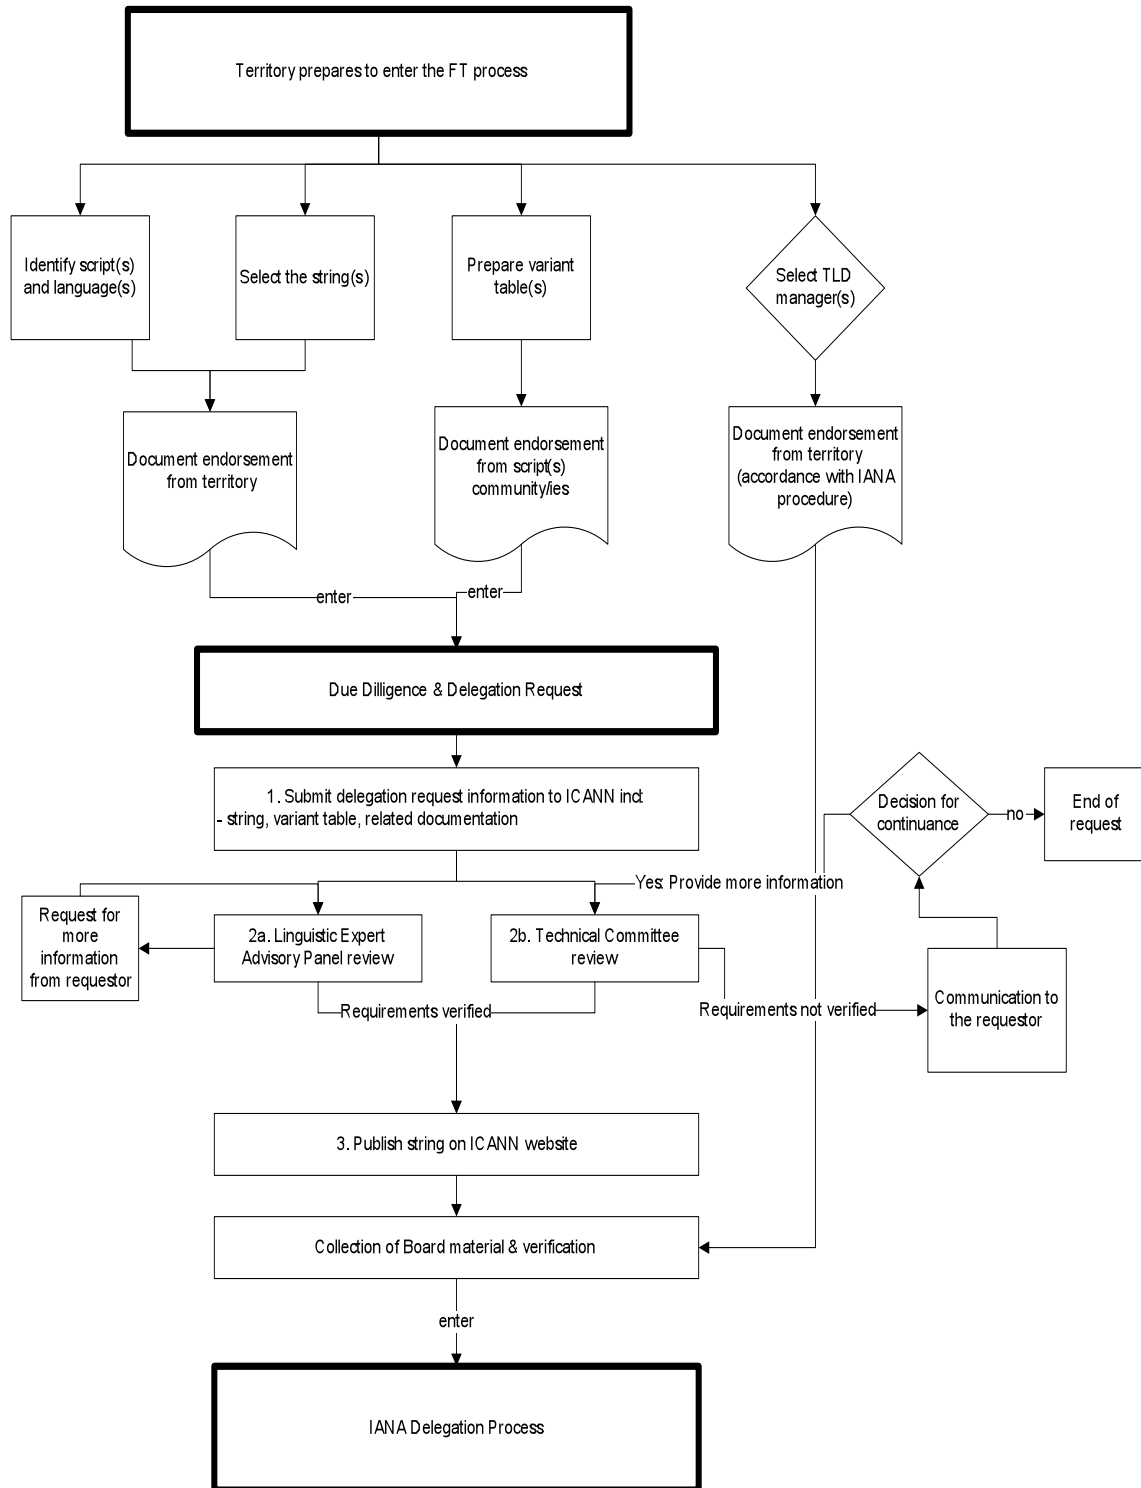 Territory prepares to enter the FT process
Identify script(s)
and language(s)
Select the string(s)
Prepare variant
table(s)
Select TLD
manager(s)
Document endorsement
from territory
Document endorsement
from script(s)
community/ies
Document endorsement
from territory
(accordance with IANA
procedure)
enter
enter
Due Dilligence & Delegation Request
1. Submit delegation request information to ICANN incl:
- string, variant table, related documentation
Decision for
continuance
no
End of
request
Yes: Provide more information
Request for
more
information
from requestor
2a. Linguistic Expert
Advisory Panel review
2b. Technical Committee
review
Requirements verified
Requirements not verified
Communication to
the requestor
3. Publish string on ICANN website
Collection of Board material & verification
enter
IANA Delegation Process